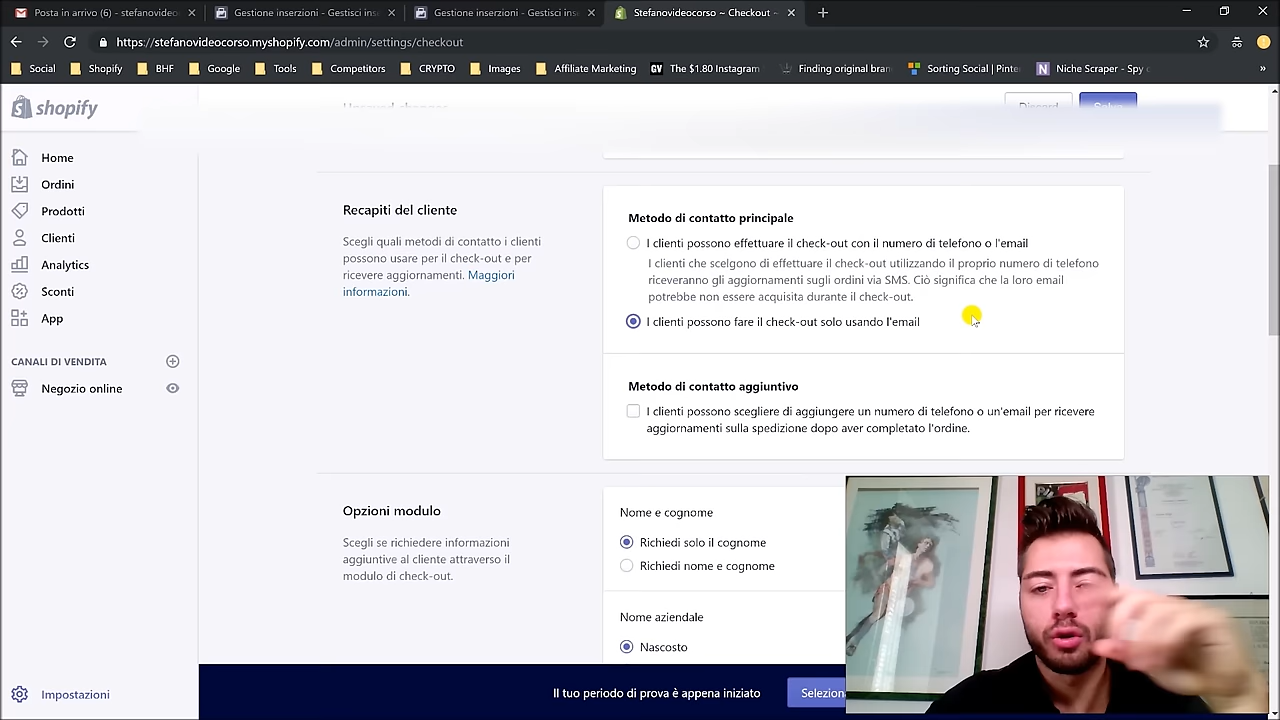 Posta in arrivo (6) - stefanovideoc
Gestione inserzioni - Gestisci ins
Gestione inserzioni - Gestisci ins
Stefanovideocorso ~ Checkout ~
https://stefanovideocorso.myshopify.com/admin/settings/checkout
Social
Shopify
BHF
Google
Tools
Competitors
CRYPTO
Images
Affiliate Marketing
GV The $1.80 Instagram
Finding original bran
Sorting Social | Pinte
N Niche Scraper - Spy
shopify
Unsaved changes
Discard
Salva
Home
Ordini
Prodotti
Clienti
Analytics
Sconti
App
CANALI DI VENDITA
Negozio online
Impostazioni
Recapiti del cliente
Scegli quali metodi di contatto i clienti
possono usare per il check-out e per
ricevere aggiornamenti. Maggiori
informazioni.
Metodo di contatto principale
I clienti possono effettuare il check-out con il numero di telefono o l'email
I clienti che scelgono di effettuare il check-out utilizzando il proprio numero di telefono
riceveranno gli aggiornamenti sugli ordini via SMS. Ciò significa che la loro email
potrebbe non essere acquisita durante il check-out.
I clienti possono fare il check-out solo usando l'email
Metodo di contatto aggiuntivo
I clienti possono scegliere di aggiungere un numero di telefono o un'email per ricevere
aggiornamenti sulla spedizione dopo aver completato l'ordine.
Opzioni modulo
Scegli se richiedere informazioni
aggiuntive al cliente attraverso il
modulo di check-out.
Nome e cognome
Richiedi solo il cognome
Richiedi nome e cognome
Nome aziendale
Nascosto
Il tuo periodo di prova è appena iniziato
Selezion